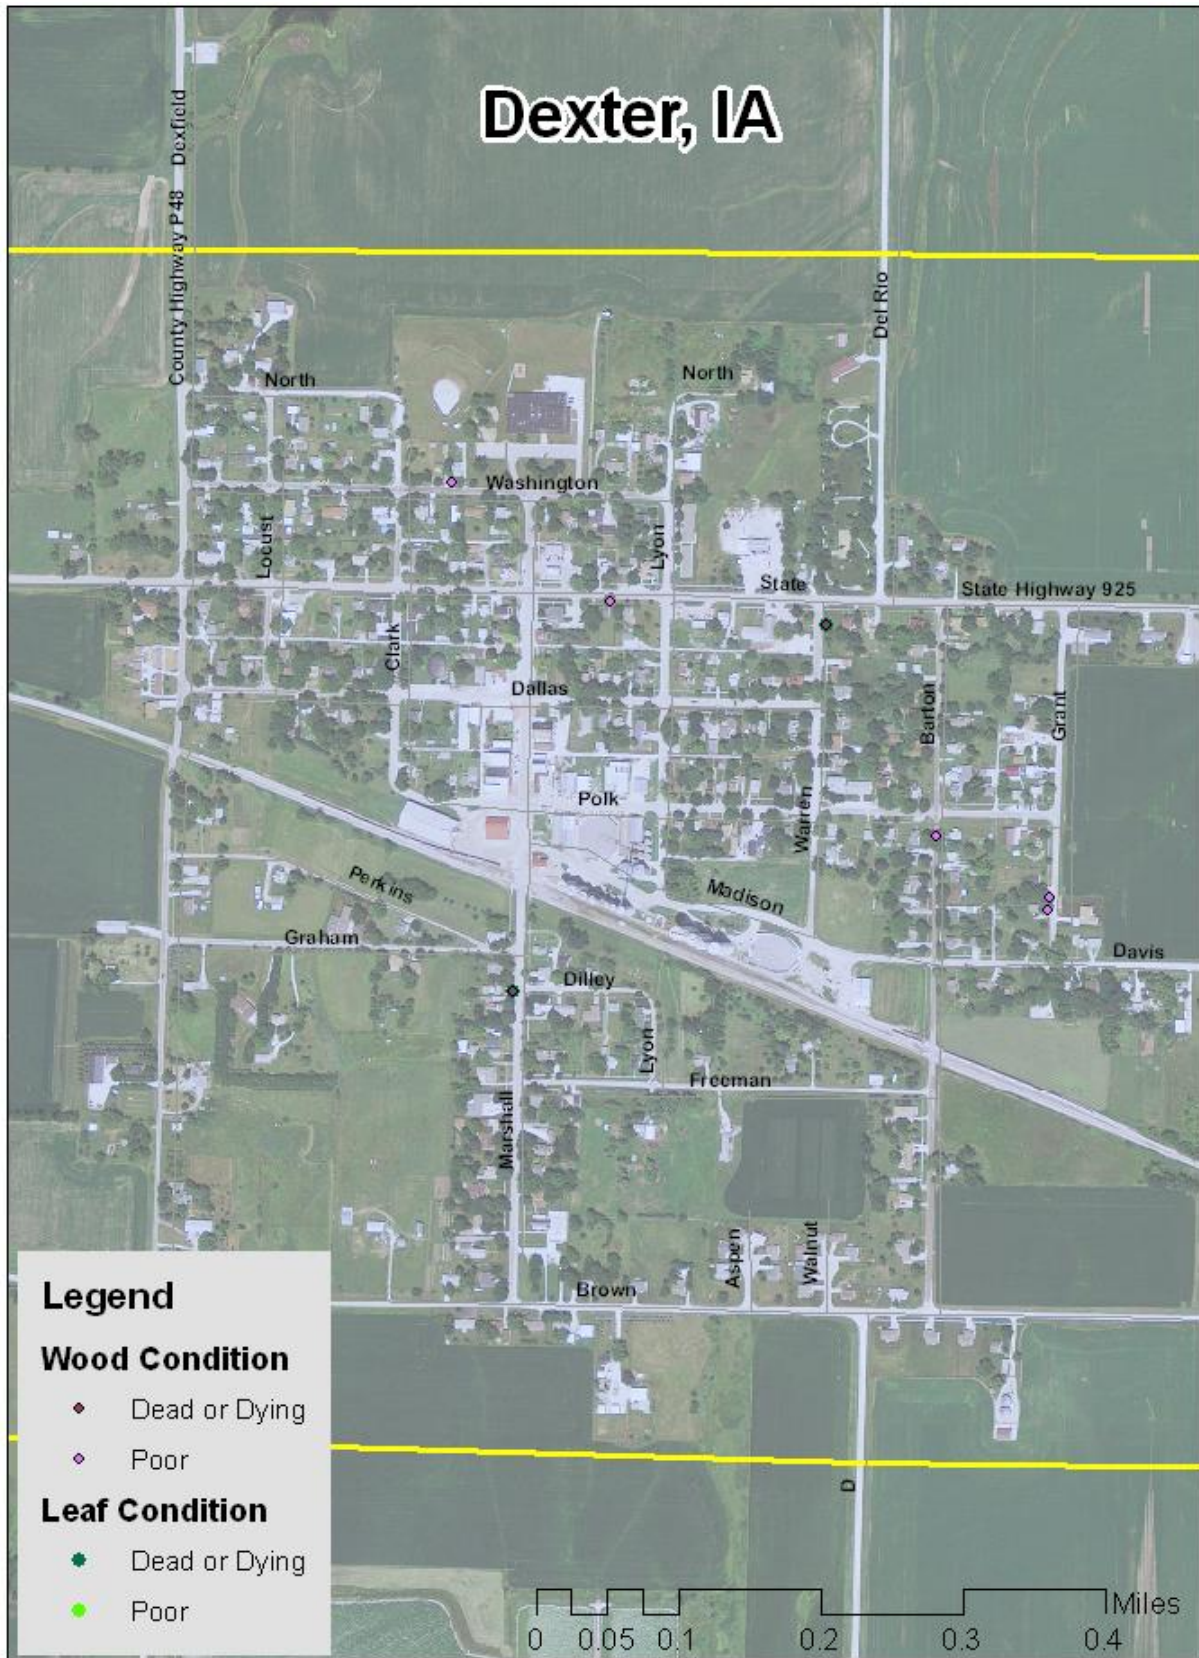 Dexter, IA
County Highway P48 Dexfield
Del Rio
North
North
Washington
Locust
Lyon
State
State Highway 925
Clark
Dallas
Barton
Grant
Polk
Warren
Perkins
Madison
Graham
Davis
Dilley
Lyon
Freeman
Marshall
Aspen
Walnut
Brown
D
Legend
Wood Condition
Dead or Dying
Poor
Leaf Condition
Dead or Dying
Poor
Miles
0 0.05 0.1 0.2 0.3 0.4